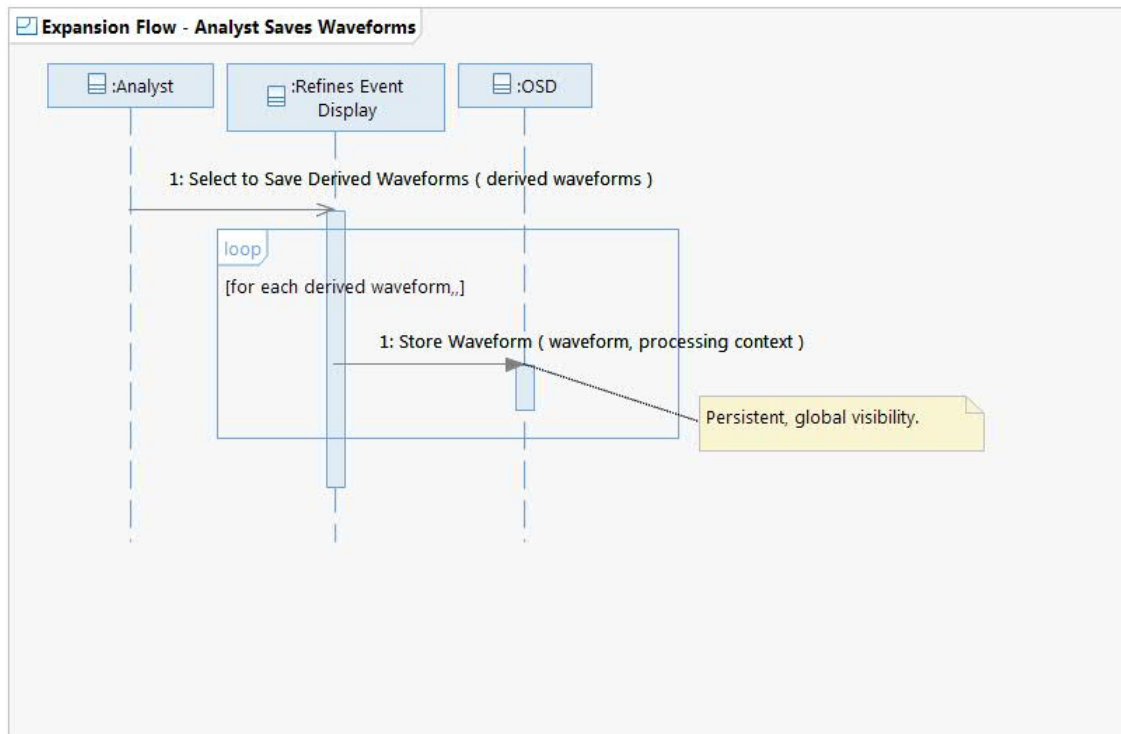 Expansion Flow - Analyst Saves Waveforms
:Analyst
:Refines Event
Display
:OSD
1: Select to Save Derived Waveforms ( derived waveforms )
loop
[for each derived waveform,,]
1: Store Waveform ( waveform, processing context )
Persistent, global visibility.